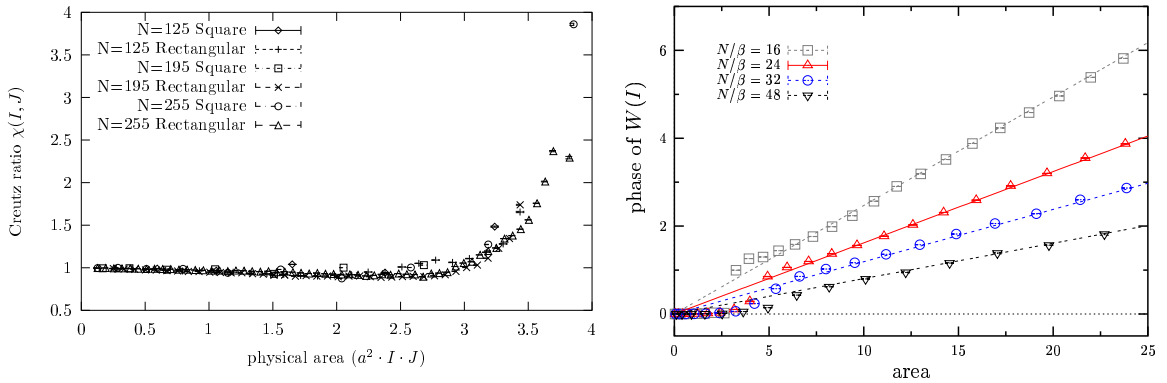 4
3.5
3
2.5
2
1.5
1
0.5
Creutz ratio χ(I, J)
N=125 Square
N=125 Rectangular
N=195 Square
N=195 Rectangular
N=255 Square
N=255 Rectangular
0 0.5 1 1.5 2 2.5 3 3.5 4
physical area (a² · I · J)
6
4
2
0
phase of W(I)
N/β = 16
N/β = 24
N/β = 32
N/β = 48
0 5 10 15 20 25
area